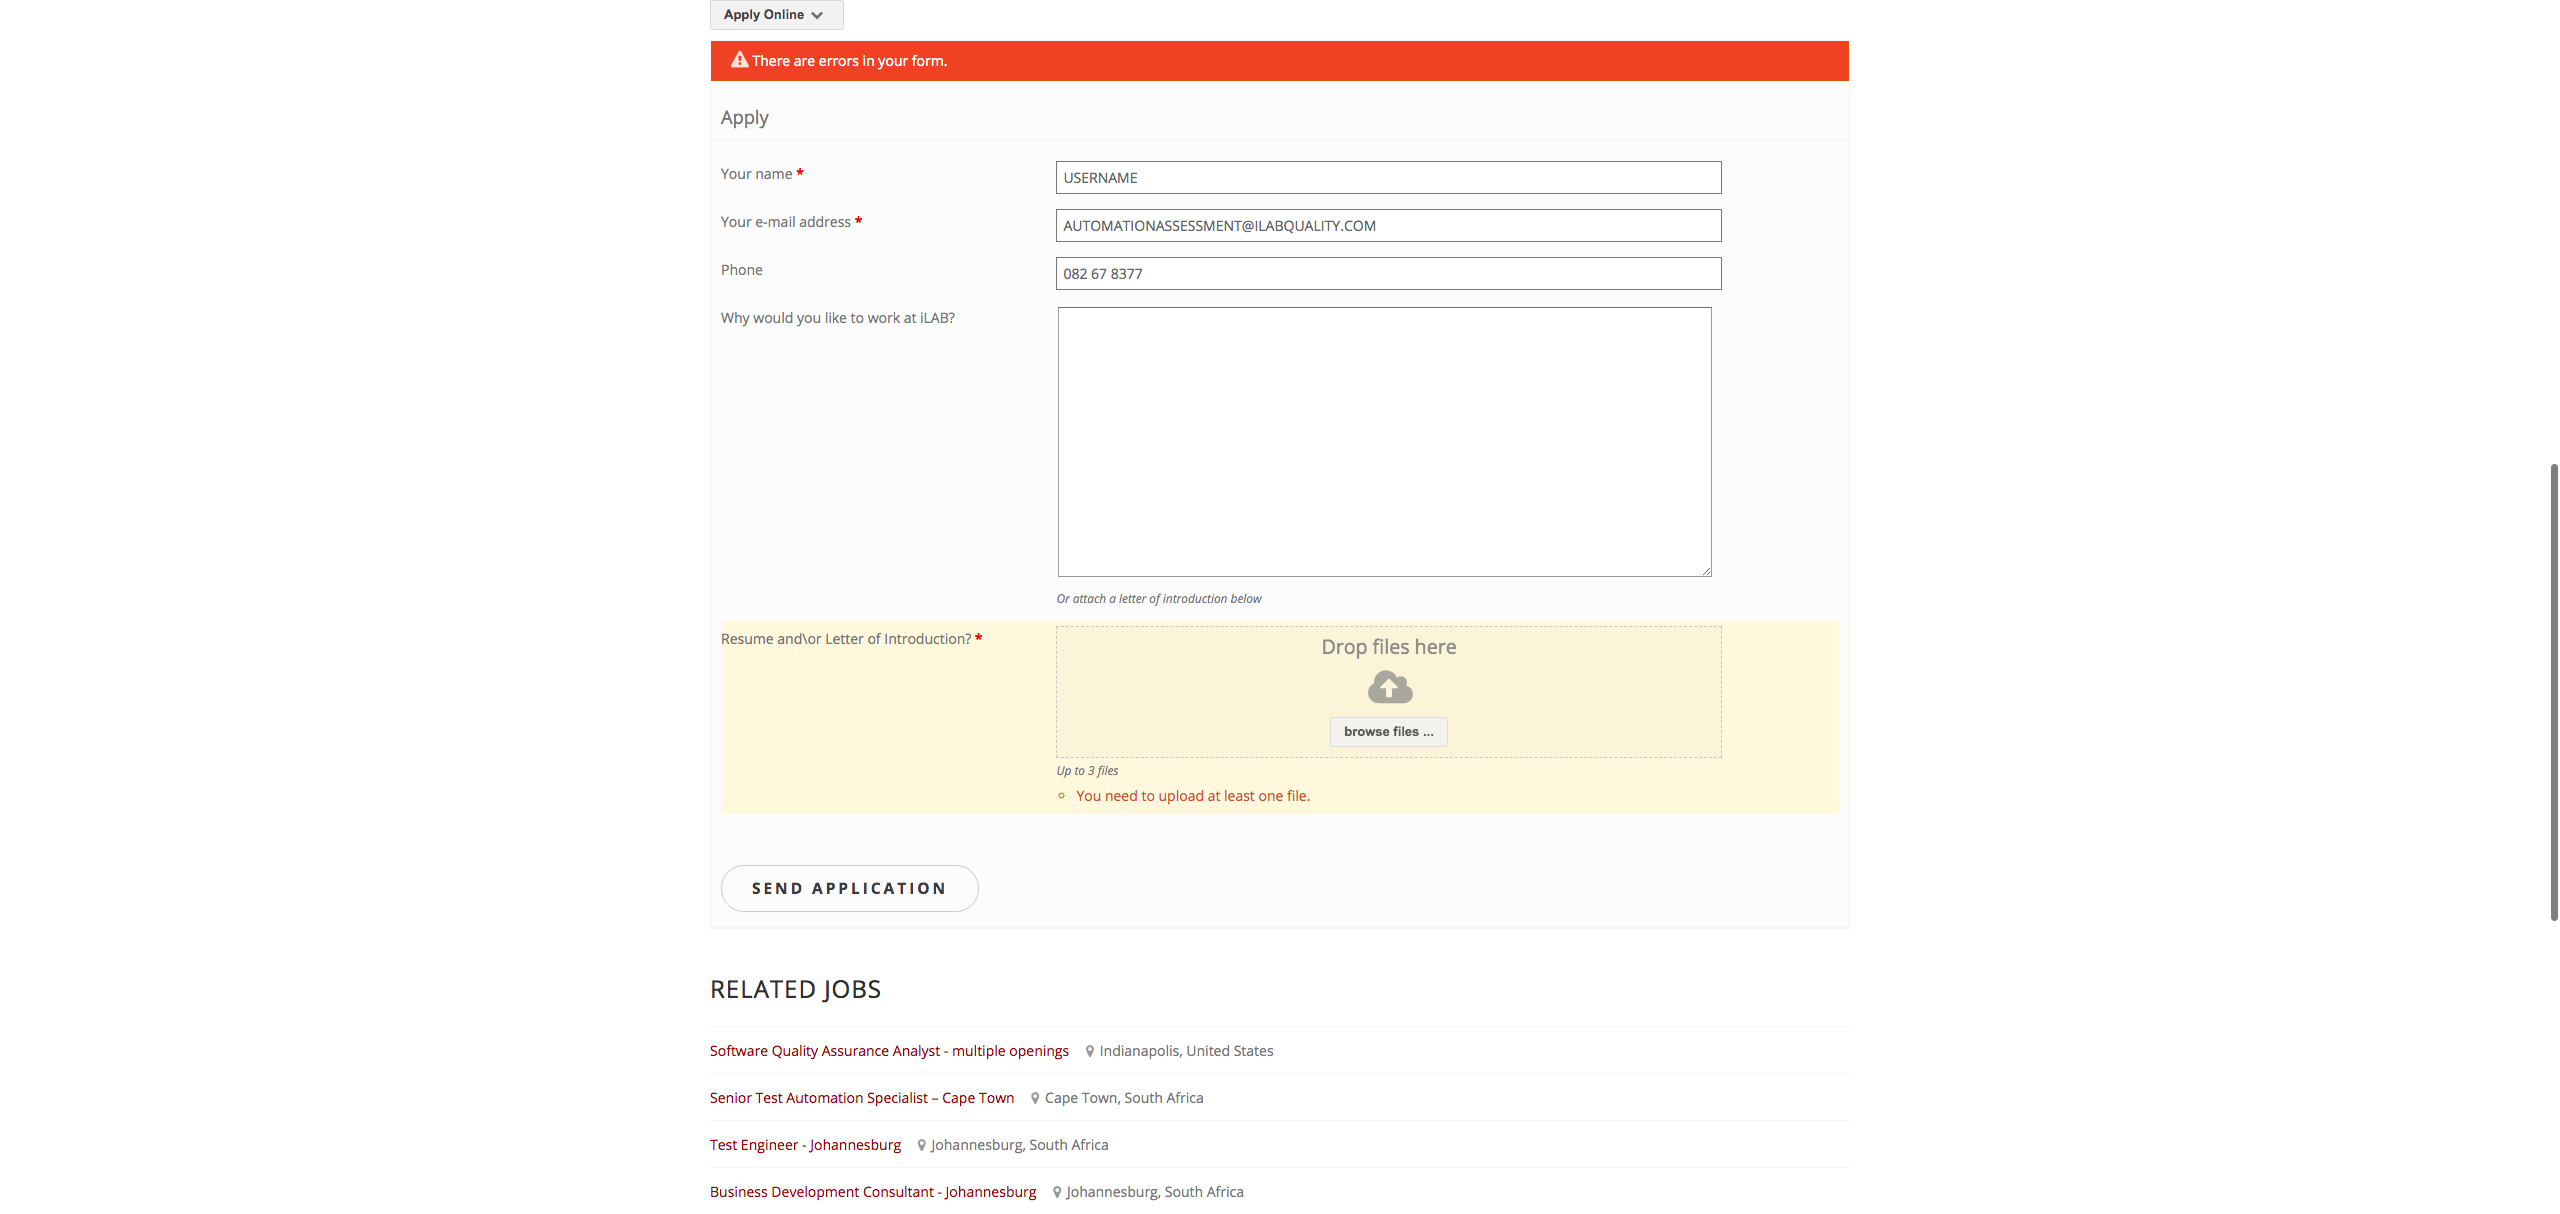 Apply Online
There are errors in your form.
Apply
Your name *
USERNAME
Your e-mail address *
AUTOMATIONASSESSMENT@ILABQUALITY.COM
Phone
082 67 8377
Why would you like to work at iLAB?
Or attach a letter of introduction below
Resume and\or Letter of Introduction? *
Drop files here
browse files ...
Up to 3 files
You need to upload at least one file.
SEND APPLICATION
RELATED JOBS
Software Quality Assurance Analyst - multiple openings Indianapolis, United States
Senior Test Automation Specialist – Cape Town Cape Town, South Africa
Test Engineer - Johannesburg Johannesburg, South Africa
Business Development Consultant - Johannesburg Johannesburg, South Africa